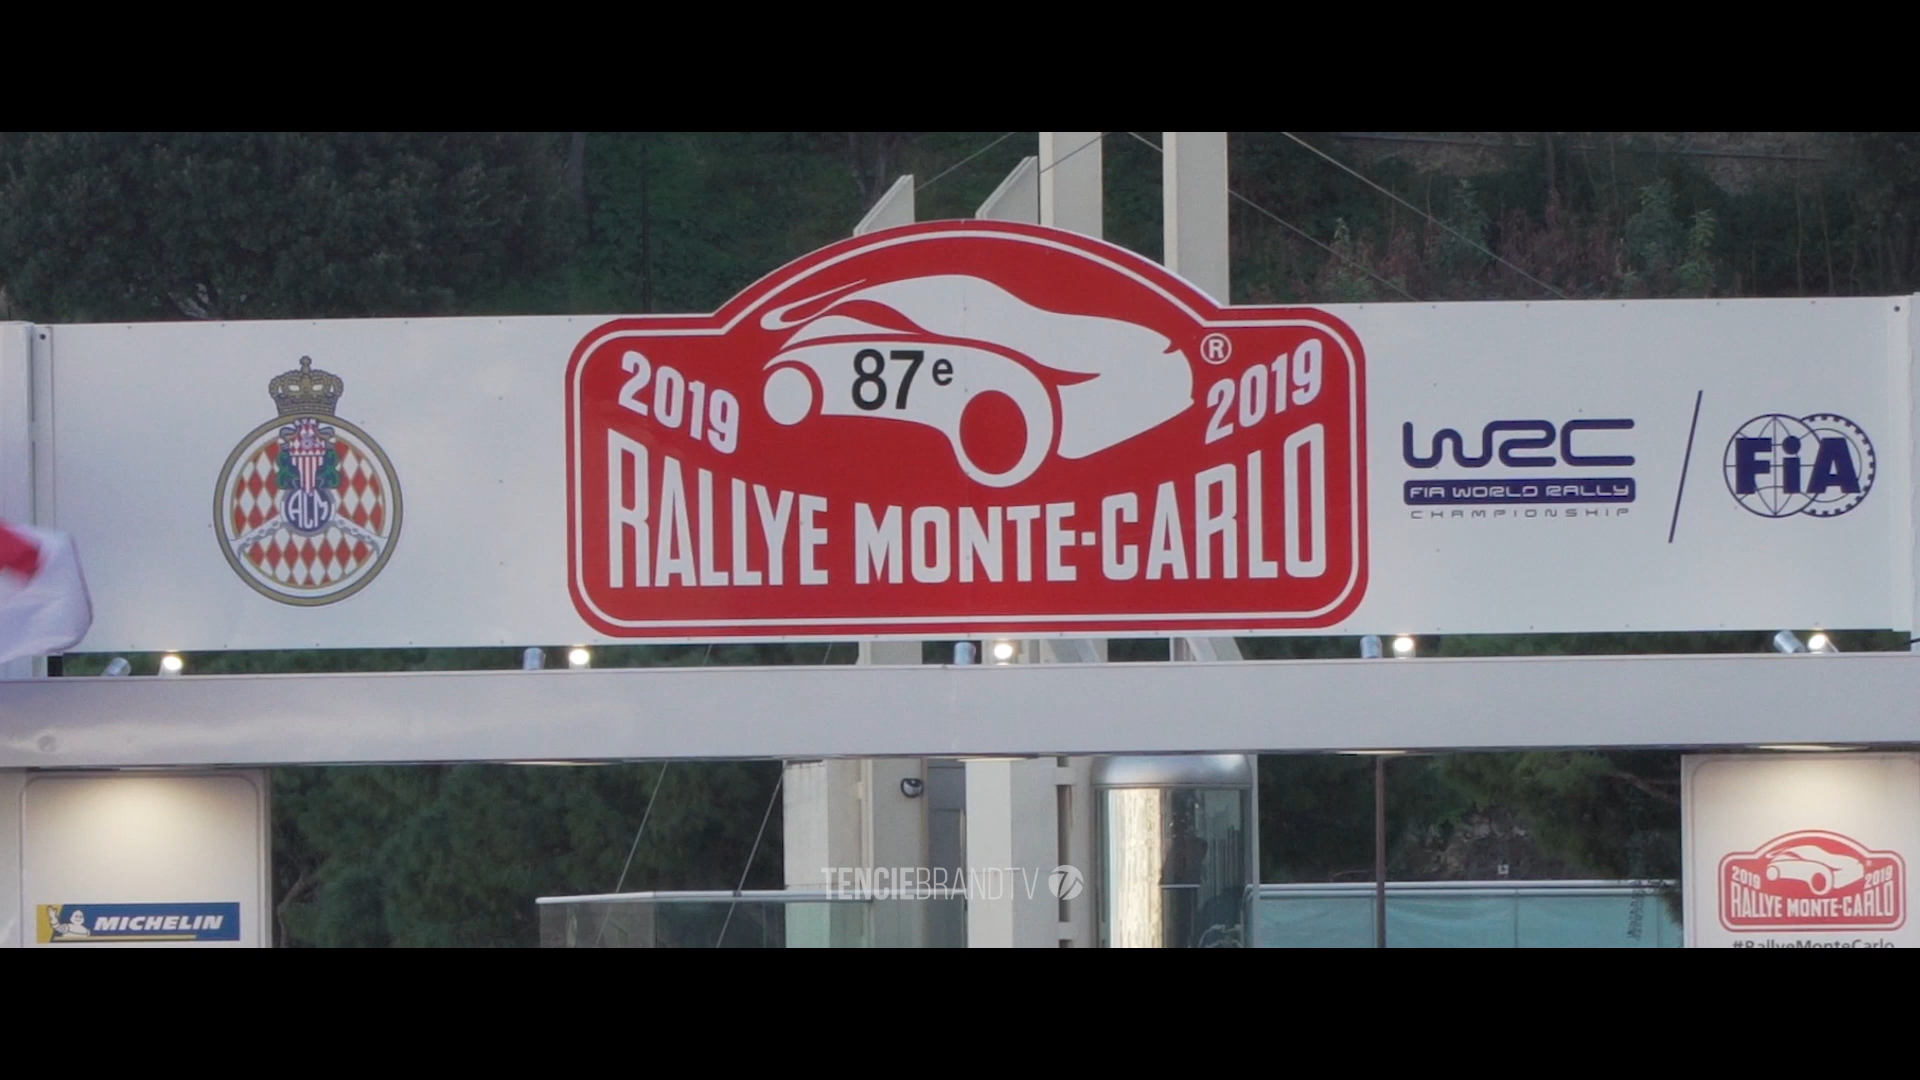 87e
®
2019
2019
RALLYE MONTE-CARLO
ACM
WRC
FIA WORLD RALLY
CHAMPIONSHIP
FiA
TENCIEBRANDTV
MICHELIN
2019
2019
RALLYE MONTE-CARLO
#RallyeMonteCarlo